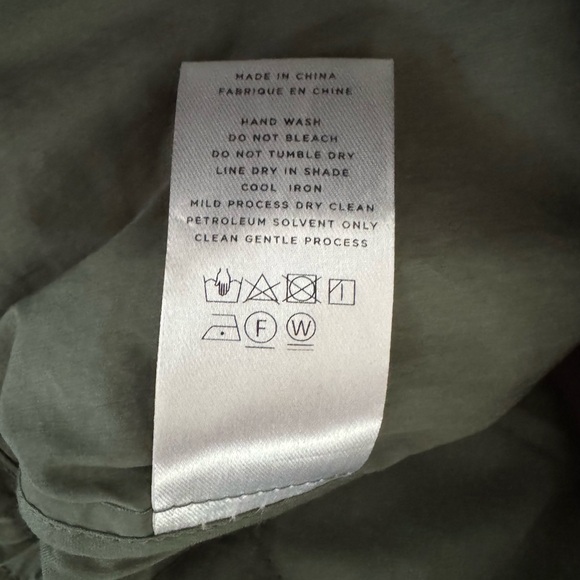 MADE IN CHINA
FABRIQUE EN CHINE
HAND WASH
DO NOT BLEACH
DO NOT TUMBLE DRY
LINE DRY IN SHADE
COOL IRON
MILD PROCESS DRY CLEAN
PETROLEUM SOLVENT ONLY
CLEAN GENTLE PROCESS
F W